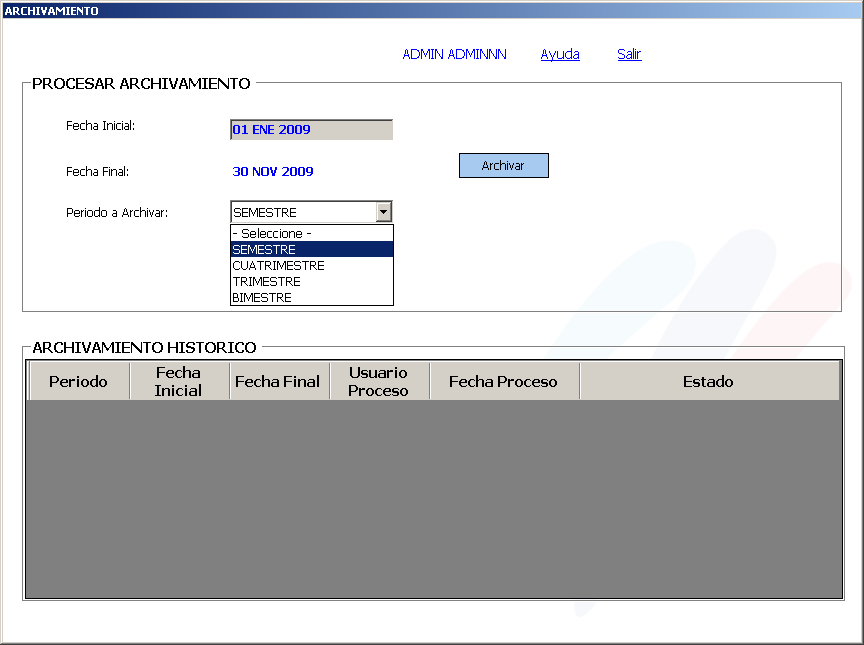 ARCHIVAMIENTO
ADMIN ADMINNN Ayuda Salir
PROCESAR ARCHIVAMIENTO
Fecha Inicial: 01 ENE 2009
Archivar
Fecha Final: 30 NOV 2009
Periodo a Archivar: SEMESTRE
- Seleccione -
SEMESTRE
CUATRIMESTRE
TRIMESTRE
BIMESTRE
ARCHIVAMIENTO HISTORICO
Periodo Fecha Inicial Fecha Final Usuario Proceso Fecha Proceso Estado